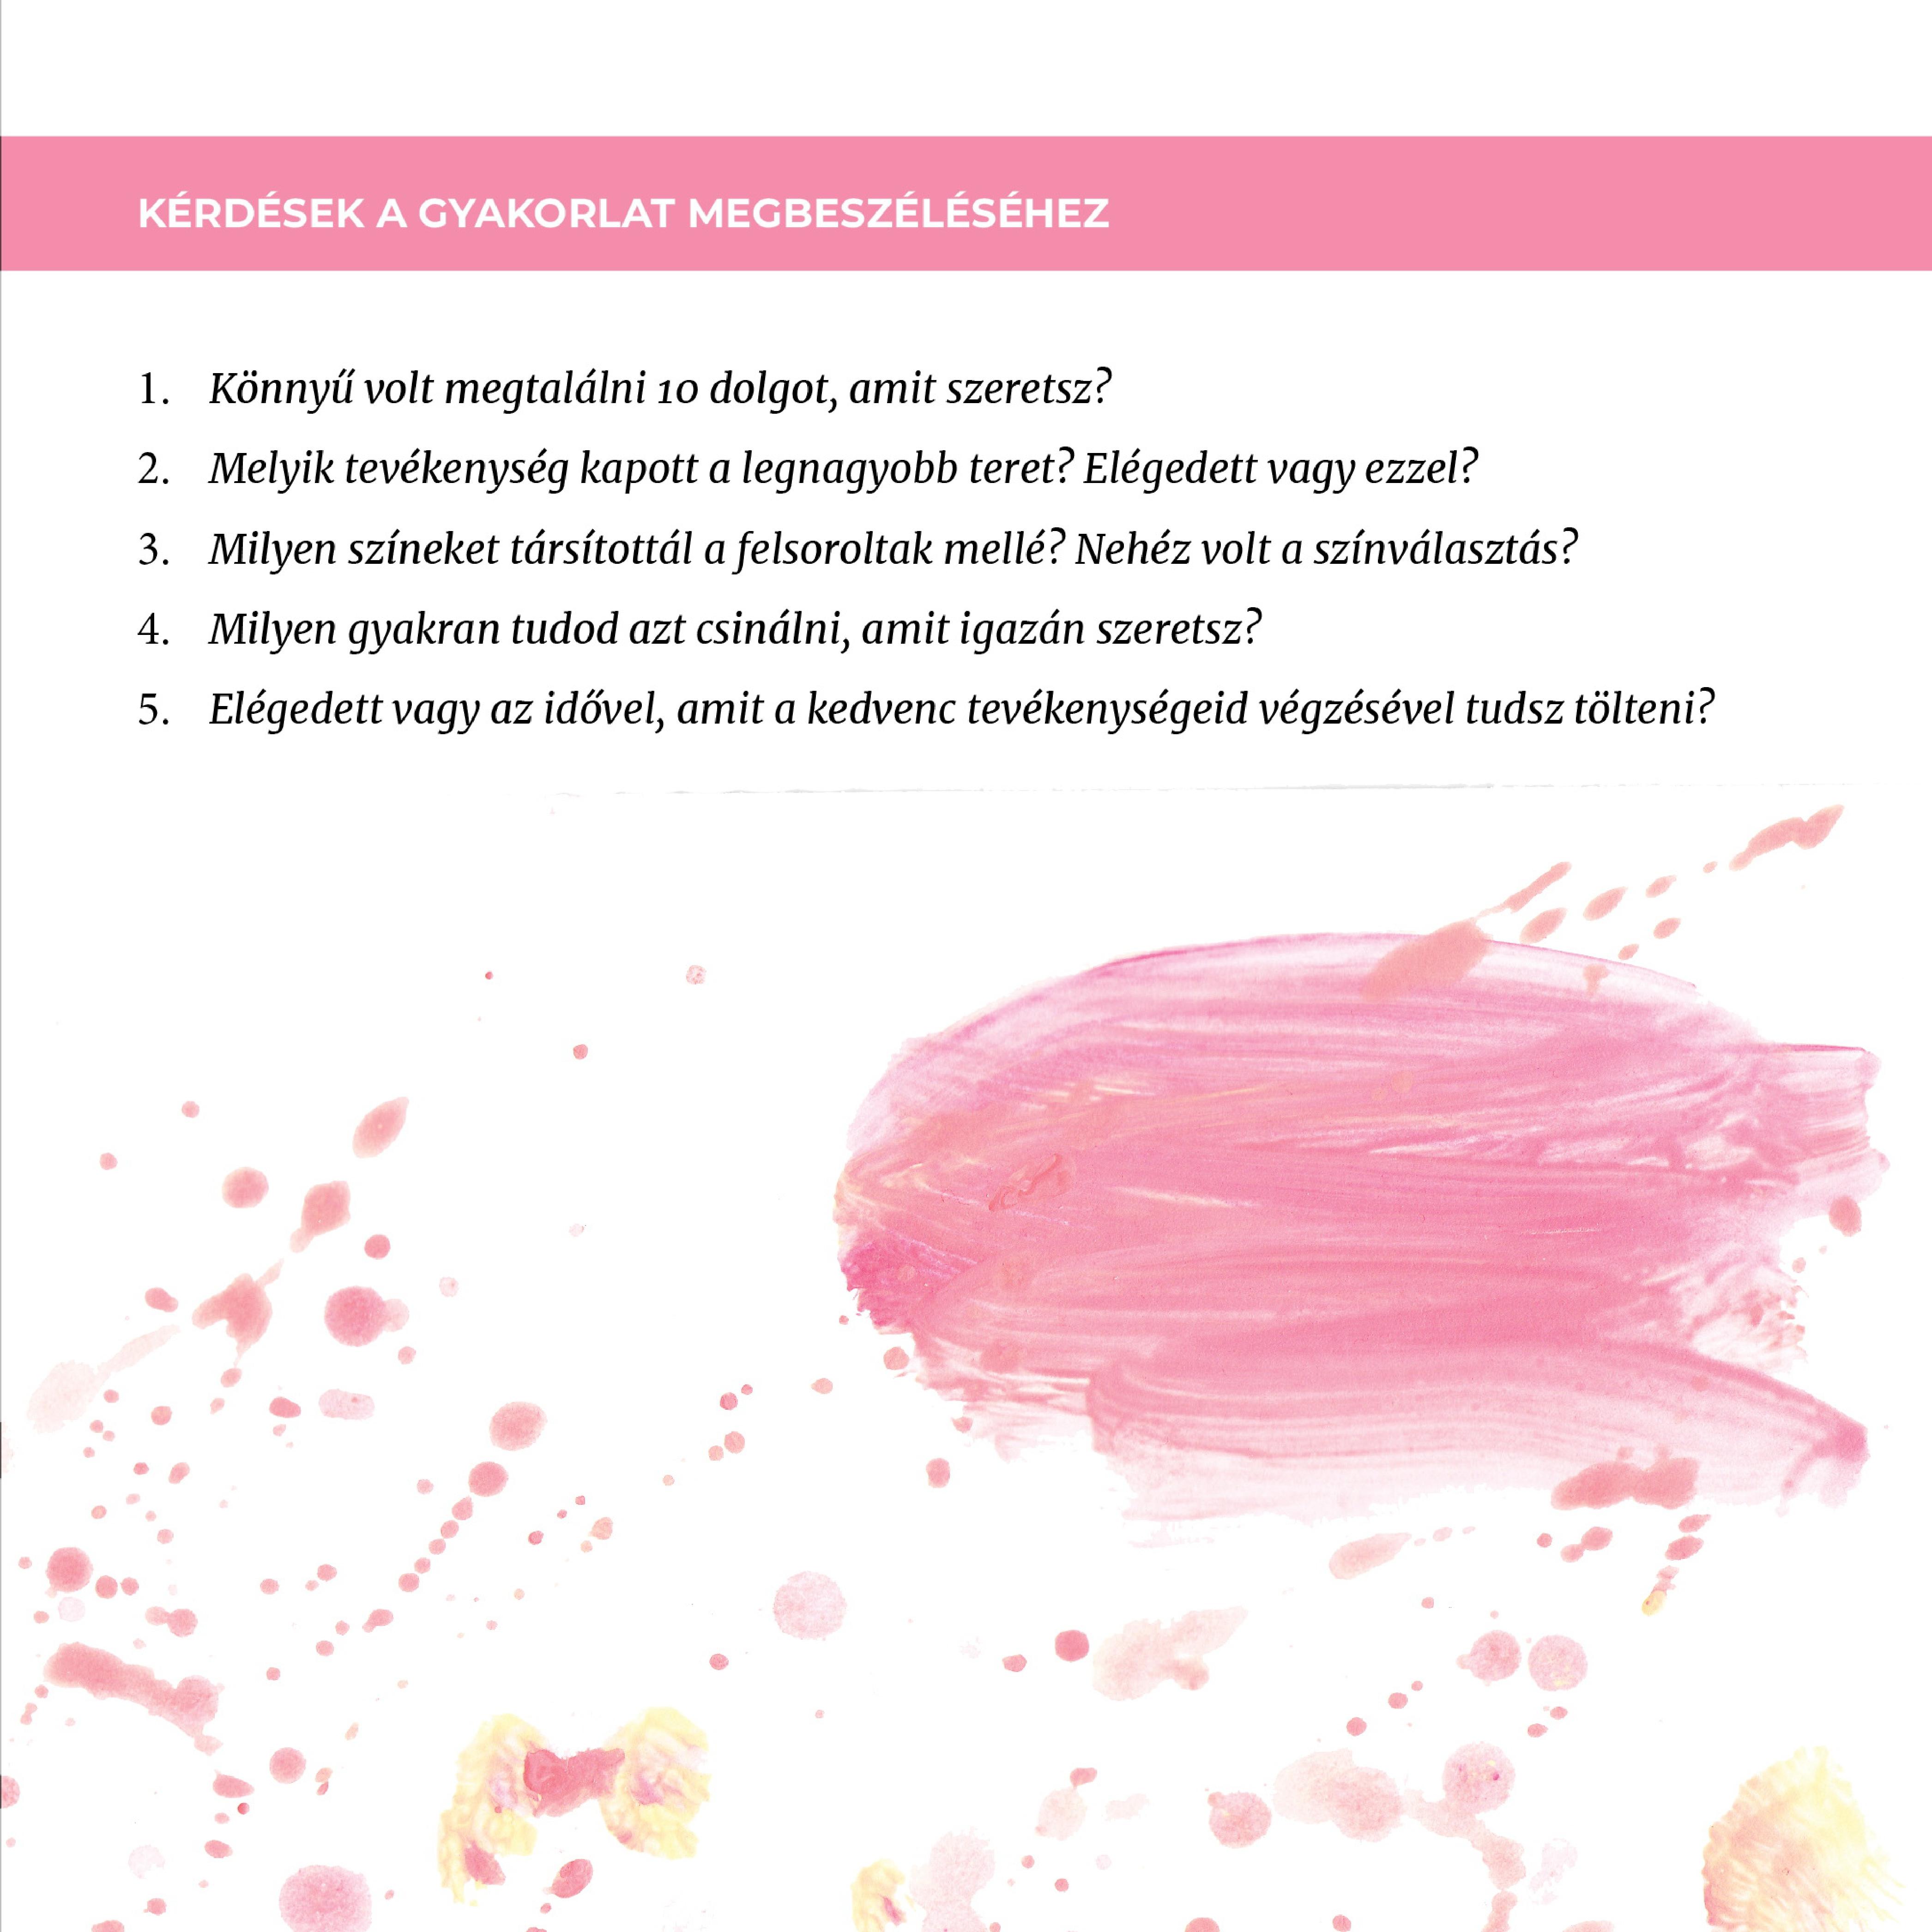 KÉRDÉSEK A GYAKORLAT MEGBESZÉLÉSÉHEZ
1. Könnyű volt megtalálni 10 dolgot, amit szeretsz?
2. Melyik tevékenység kapott a legnagyobb teret? Elégedett vagy ezzel?
3. Milyen színeket társítottál a felsoroltak mellé? Nehéz volt a színválasztás?
4. Milyen gyakran tudod azt csinálni, amit igazán szeretsz?
5. Elégedett vagy az idővel, amit a kedvenc tevékenységeid végzésével tudsz tölteni?